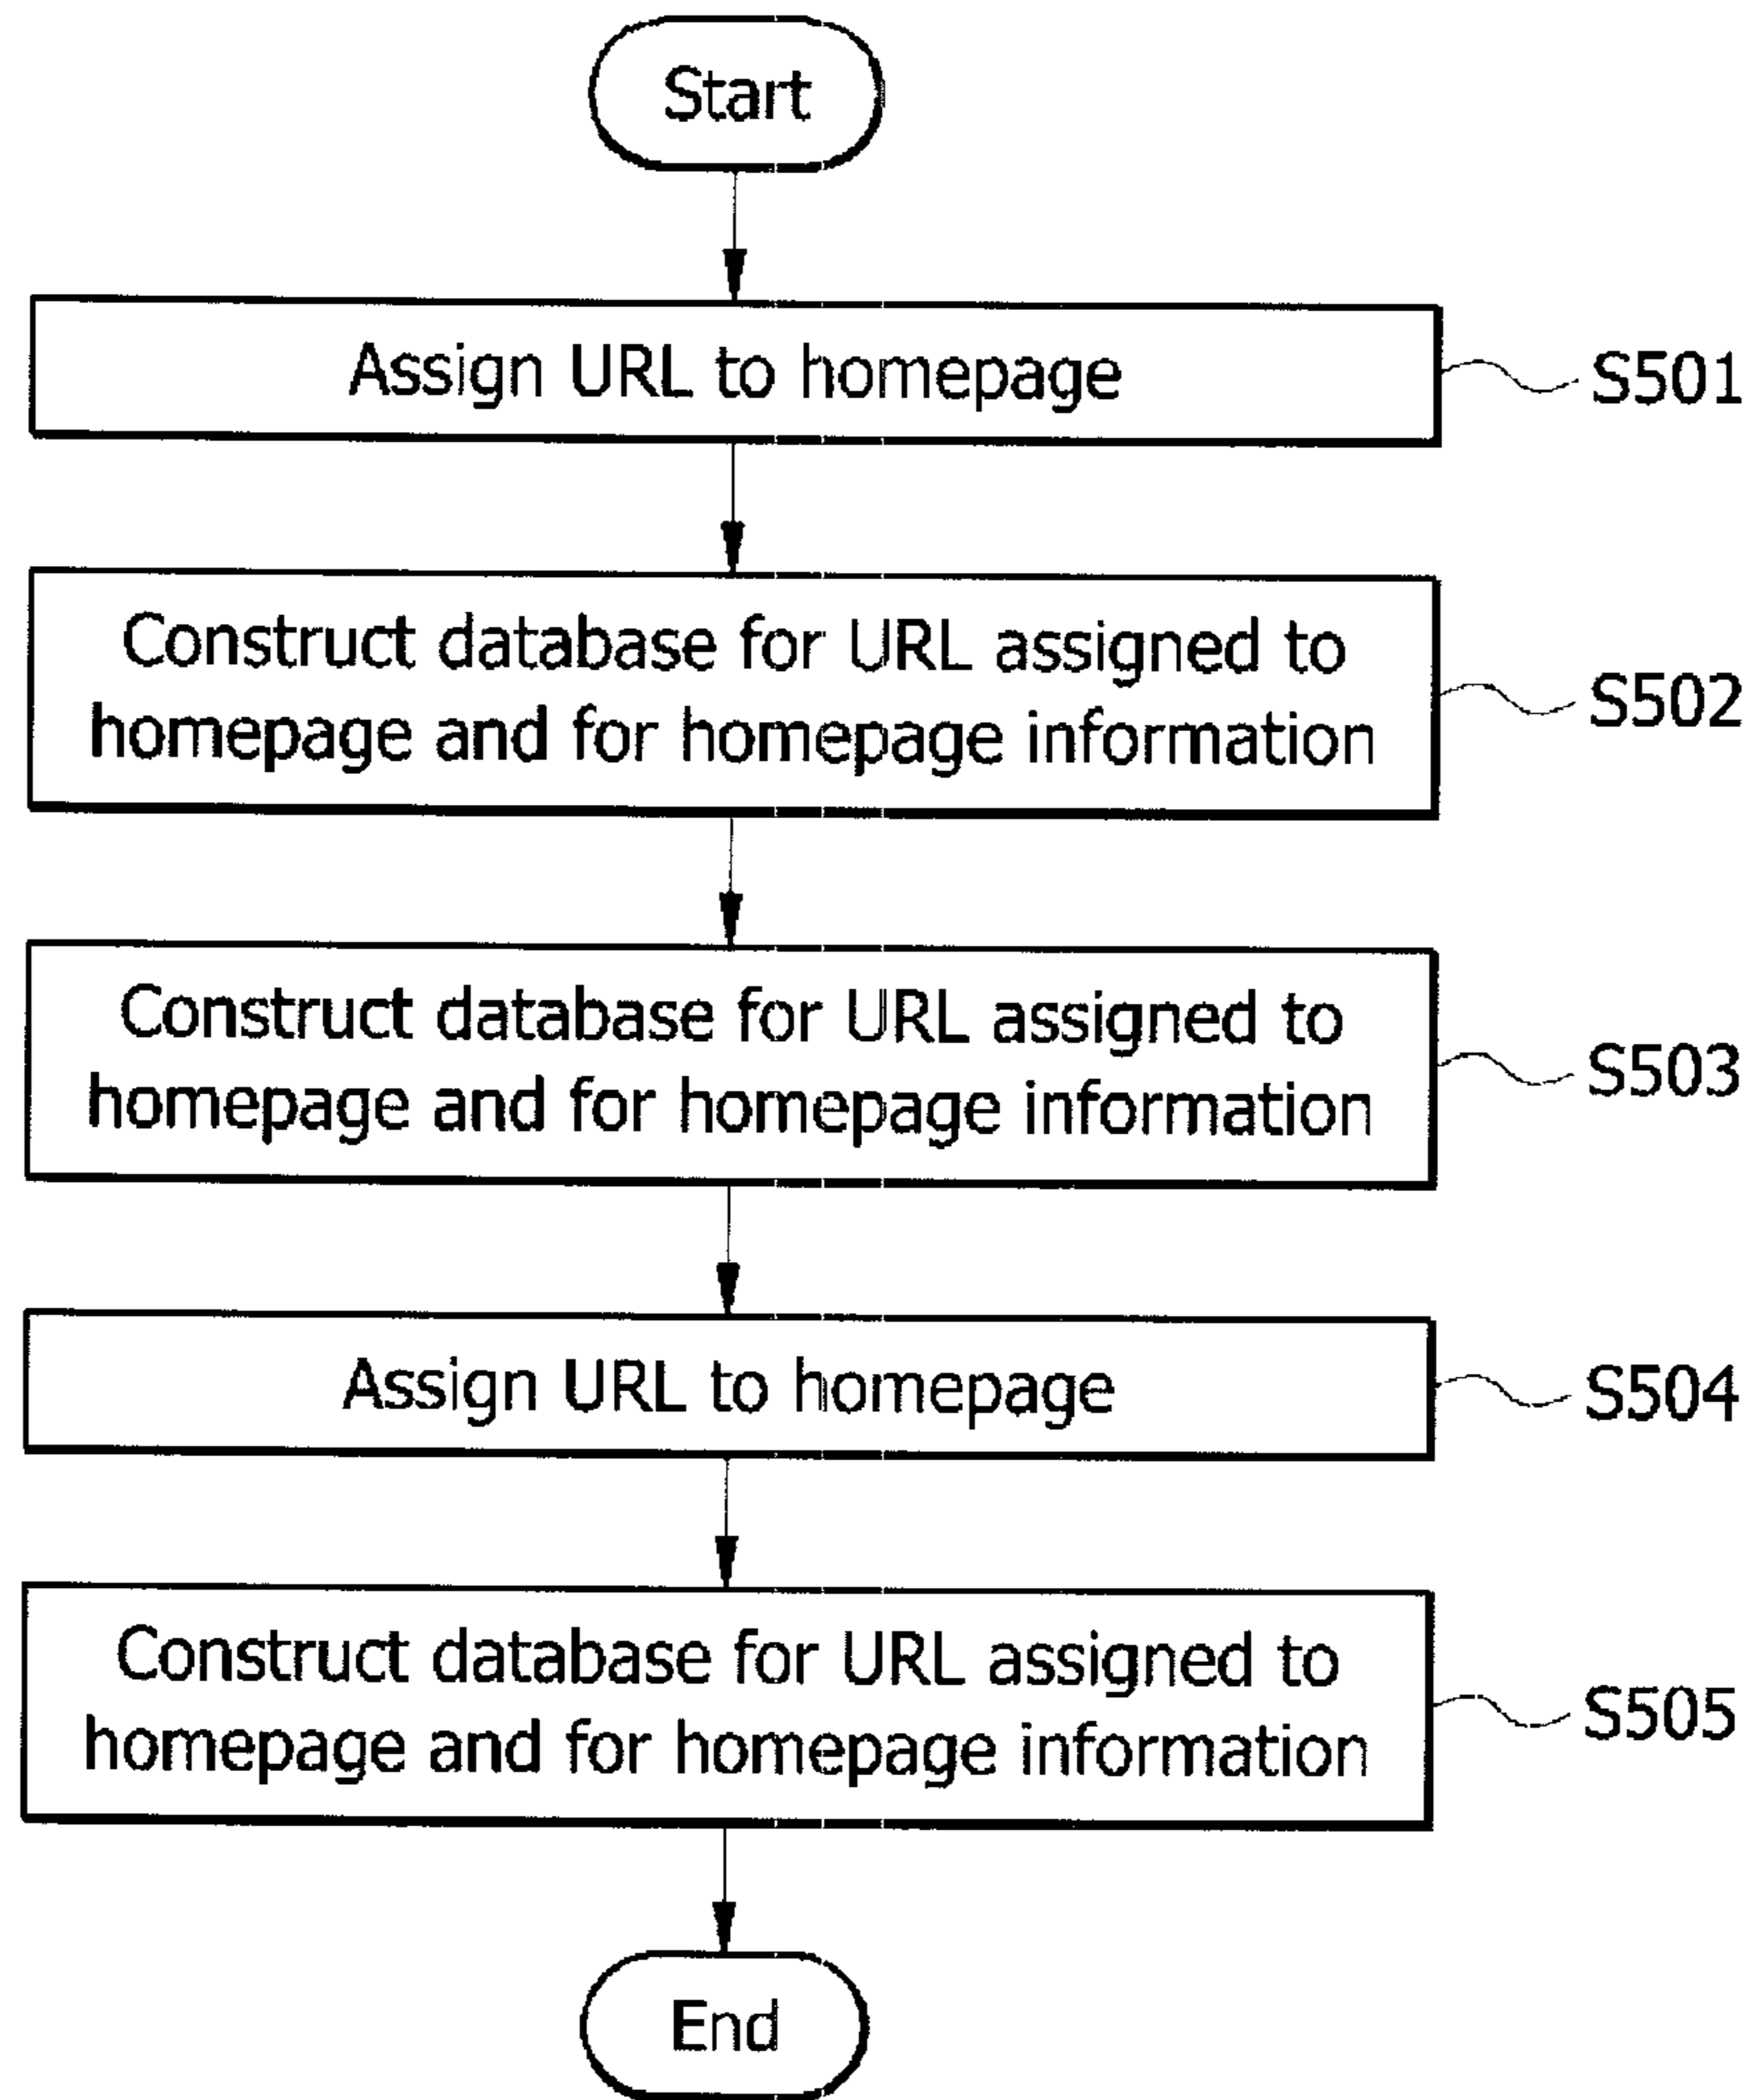 Start
Assign URL to homepage
S501
Construct database for URL assigned to
homepage and for homepage information
S502
Construct database for URL assigned to
homepage and for homepage information
S503
Assign URL to homepage
S504
Construct database for URL assigned to
homepage and for homepage information
S505
End